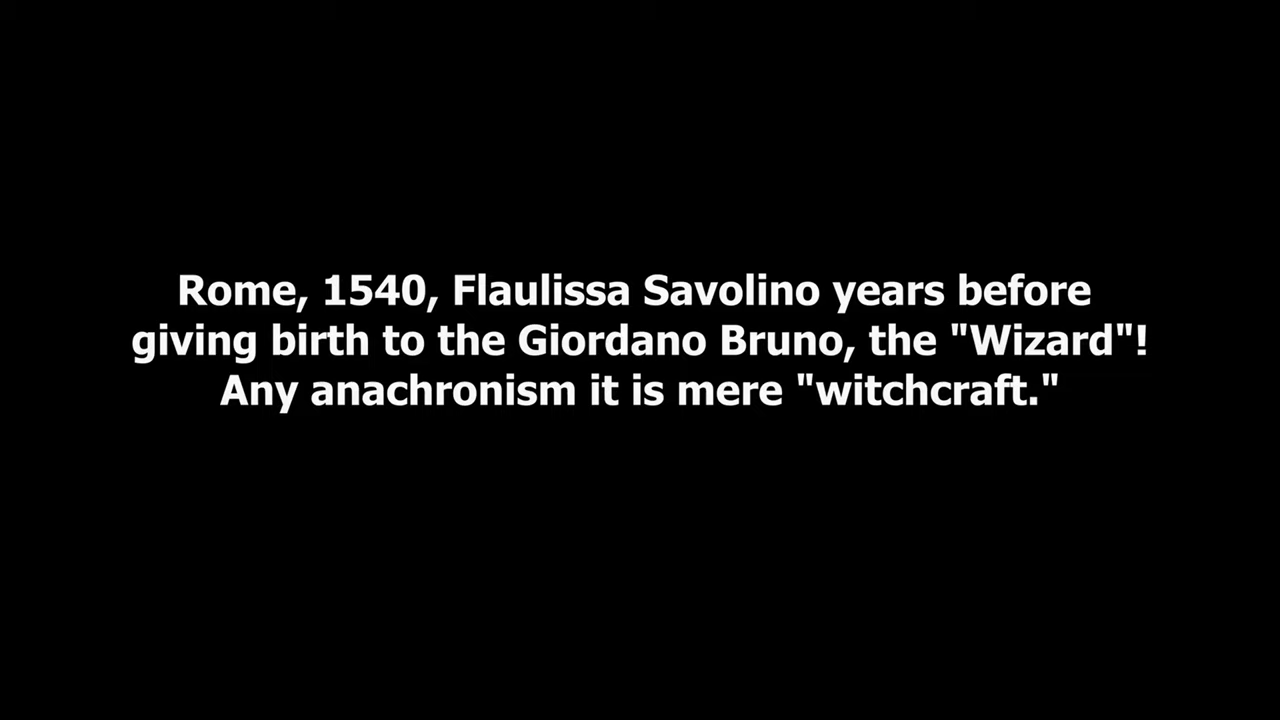 Rome, 1540, Flaulissa Savolino years before
giving birth to the Giordano Bruno, the "Wizard"!
Any anachronism it is mere "witchcraft."